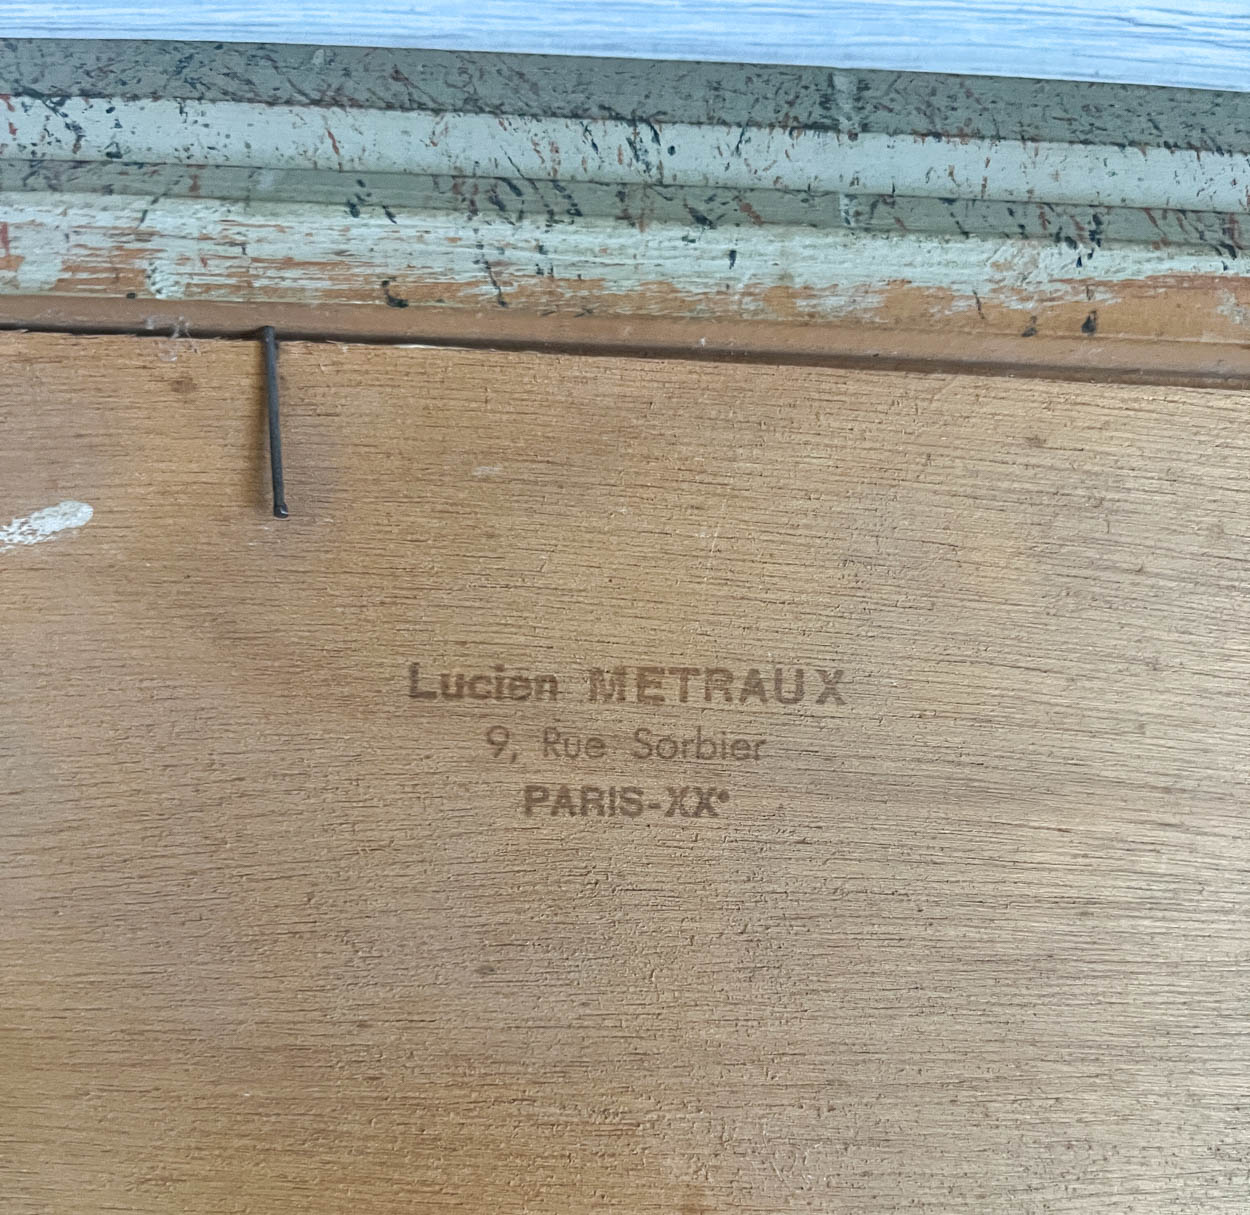 Lucien METRAUX
9, Rue Sorbier
PARIS-XXᵉ